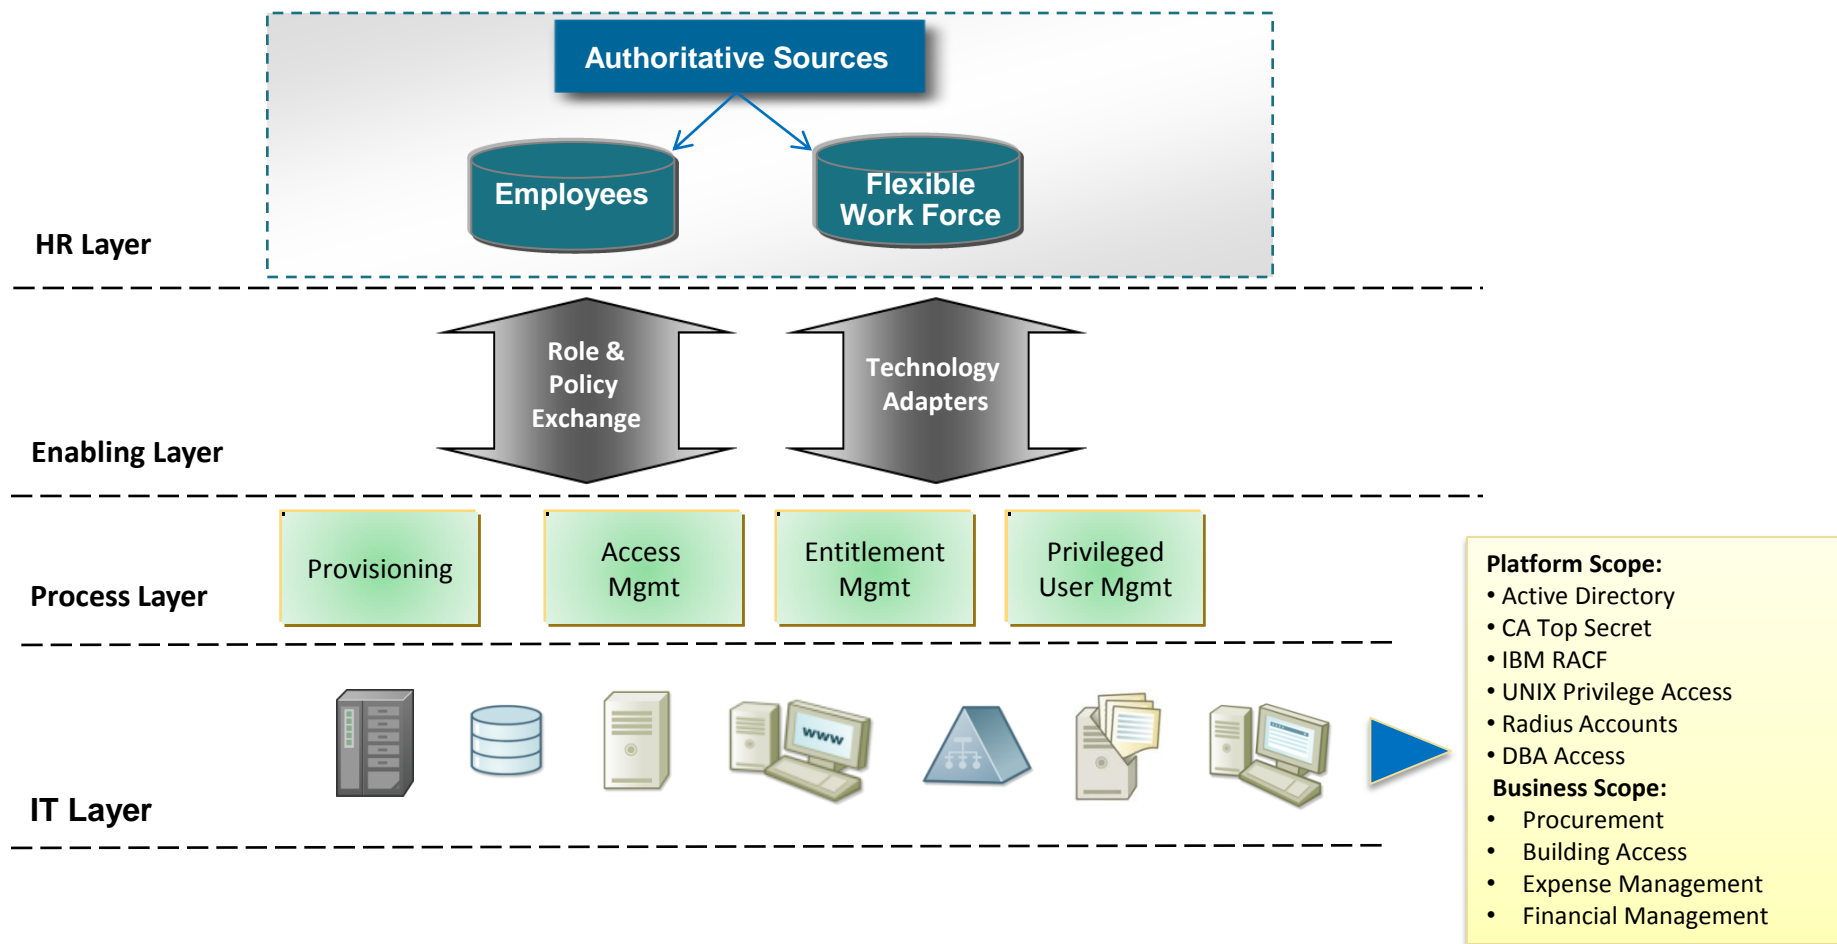 Authoritative Sources
Employees
Flexible
Work Force
HR Layer
Role &
Policy
Exchange
Technology
Adapters
Enabling Layer
Provisioning
Access
Mgmt
Entitlement
Mgmt
Privileged
User Mgmt
Process Layer
www
IT Layer
Platform Scope:
• Active Directory
• CA Top Secret
• IBM RACF
• UNIX Privilege Access
• Radius Accounts
• DBA Access
Business Scope:
• Procurement
• Building Access
• Expense Management
• Financial Management